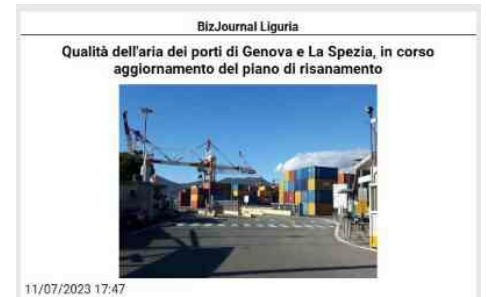 BizJournal Liguria
Qualità dell'aria dei porti di Genova e La Spezia, in corso
aggiornamento del piano di risanamento
11/07/2023 17:47